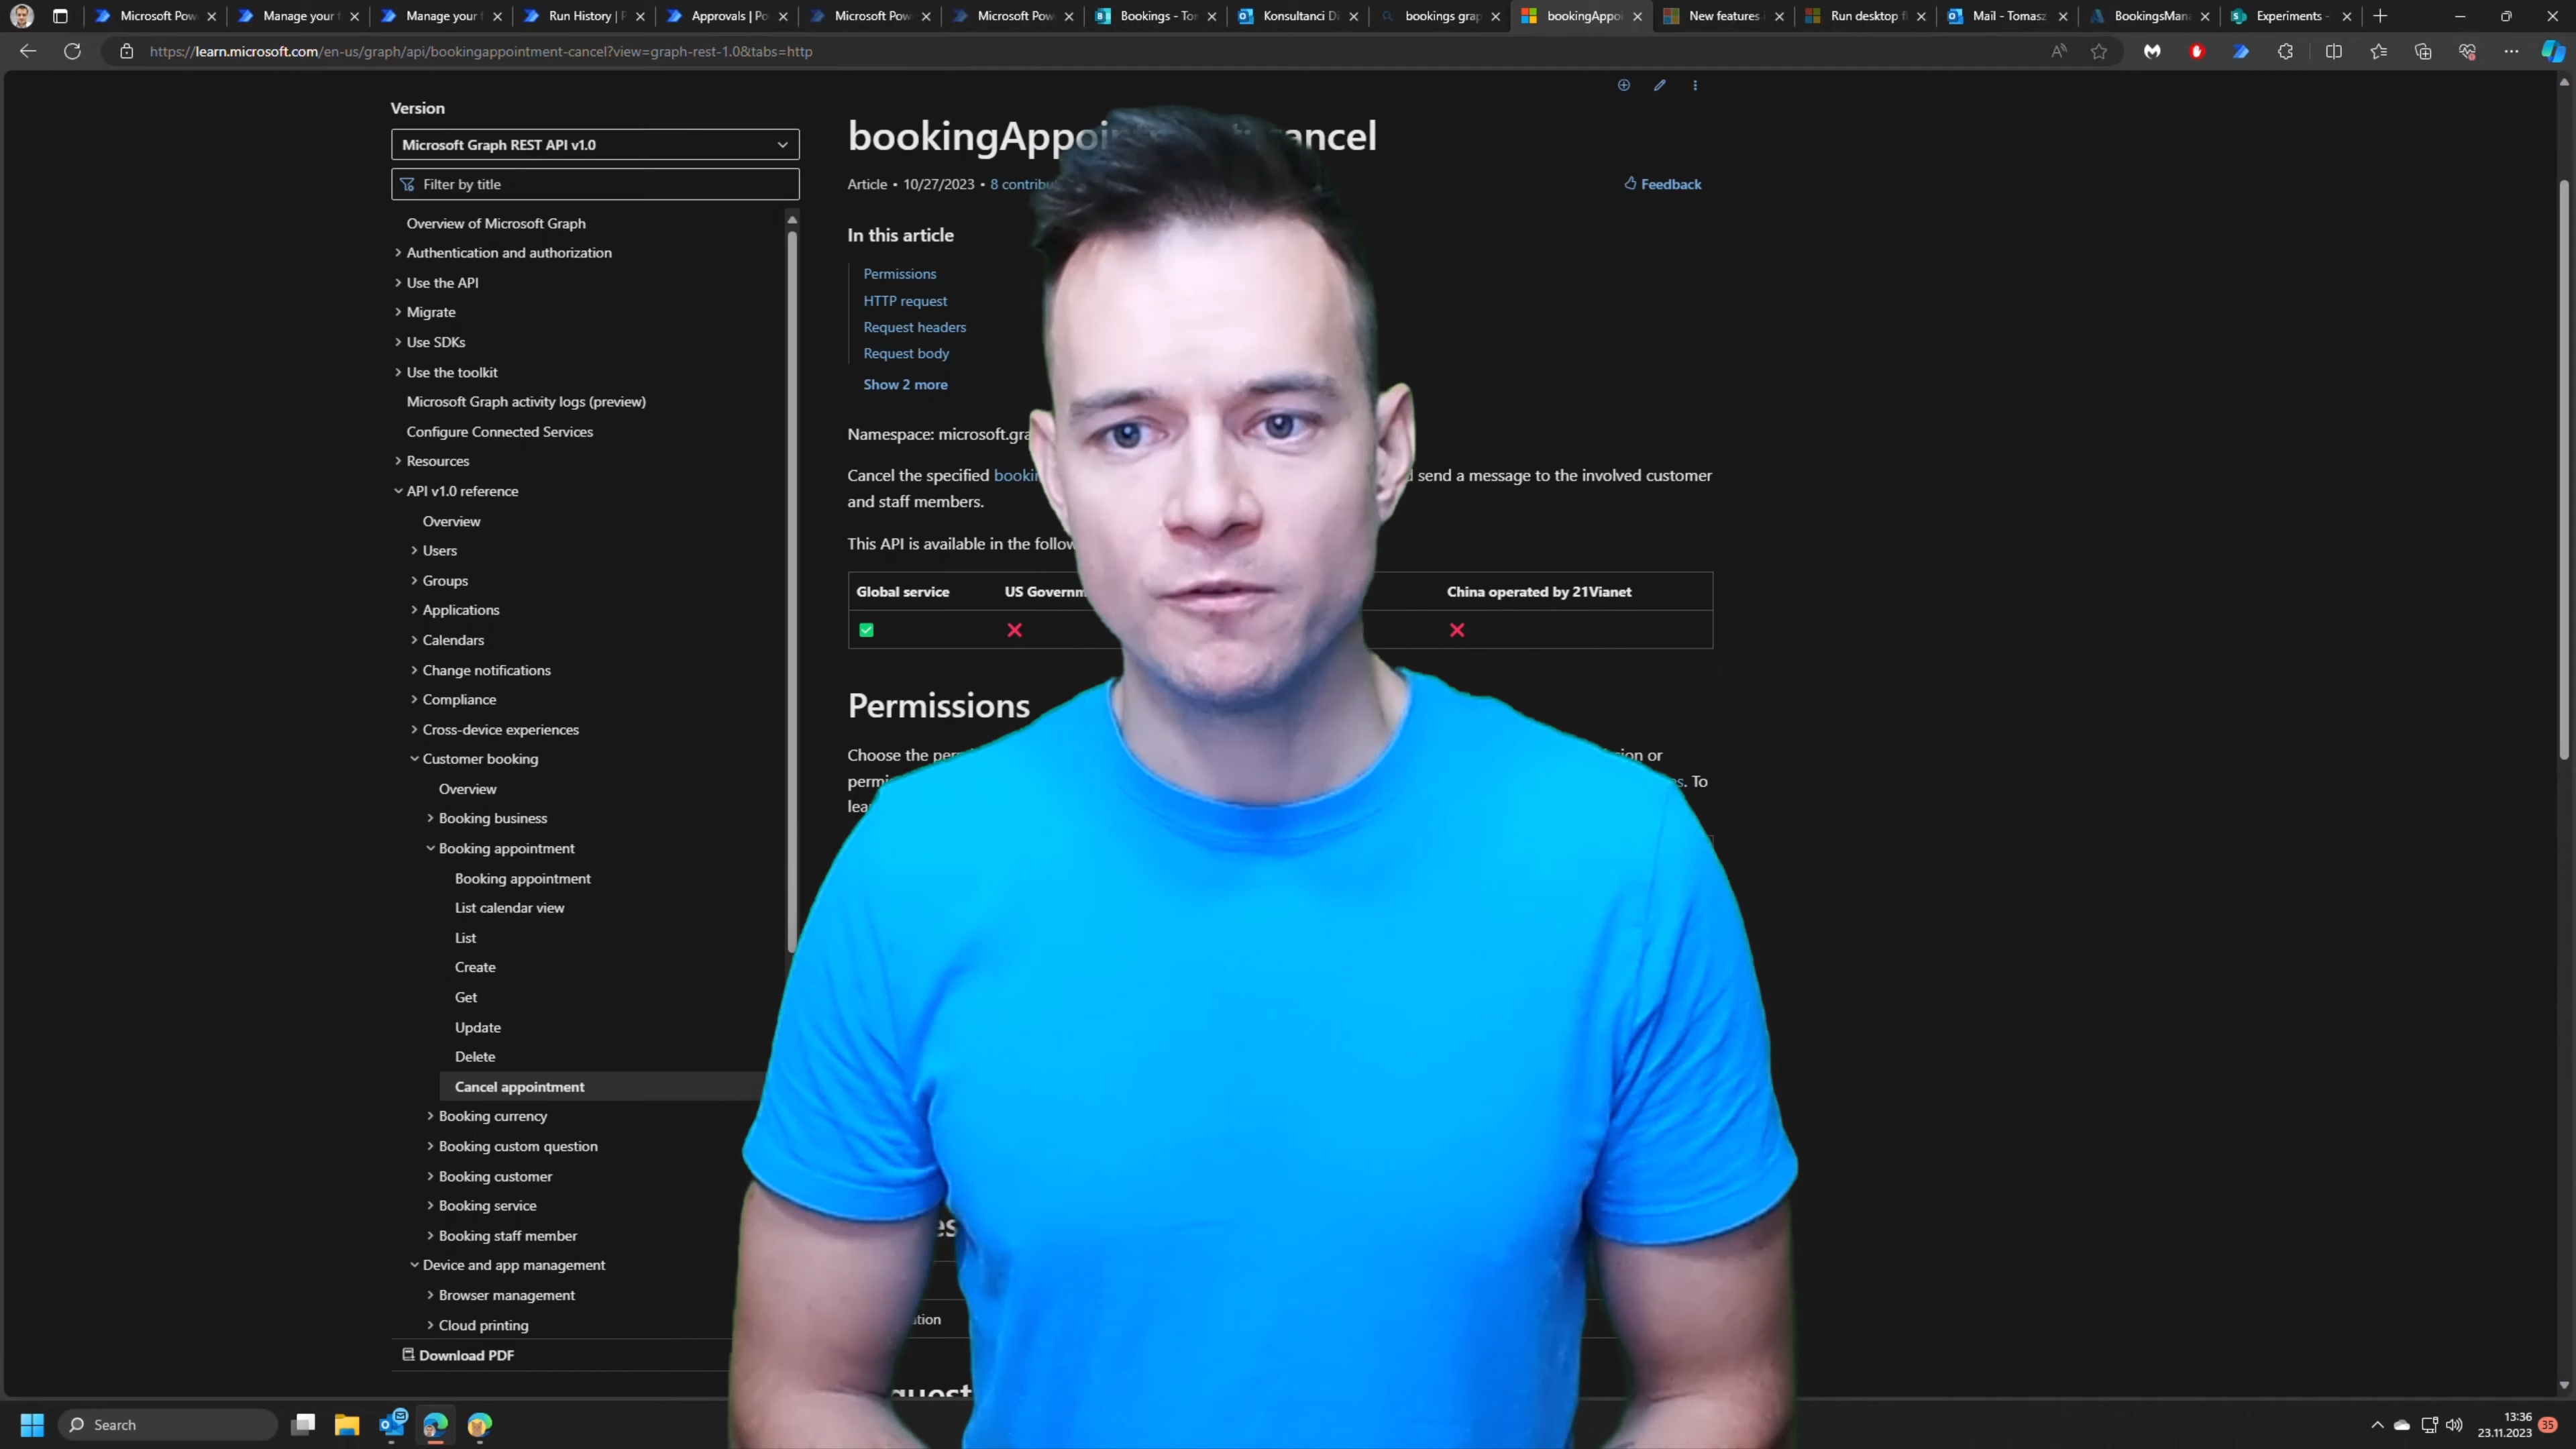 Microsoft Pow
Manage your f
Manage your f
Run History | P
Approvals | Po
Microsoft Pow
Microsoft Pow
Bookings - Tor
Konsultanci Di
bookings grap
bookingAppoi
New features
Run desktop fl
Mail - Tomasz
BookingsMana
Experiments -
https://learn.microsoft.com/en-us/graph/api/bookingappointment-cancel?view=graph-rest-1.0&tabs=http
Version
Microsoft Graph REST API v1.0
Filter by title
Overview of Microsoft Graph
Authentication and authorization
Use the API
Migrate
Use SDKs
Use the toolkit
Microsoft Graph activity logs (preview)
Configure Connected Services
Resources
API v1.0 reference
Overview
Users
Groups
Applications
Calendars
Change notifications
Compliance
Cross-device experiences
Customer booking
Overview
Booking business
Booking appointment
Booking appointment
List calendar view
List
Create
Get
Update
Delete
Cancel appointment
Booking currency
Booking custom question
Booking customer
Booking service
Booking staff member
Device and app management
Browser management
Cloud printing
Download PDF
bookingAppoi ancel
Article • 10/27/2023 • 8 contribu
Feedback
In this article
Permissions
HTTP request
Request headers
Request body
Show 2 more
Namespace: microsoft.gra
Cancel the specified bookin send a message to the involved customer
and staff members.
This API is available in the follow
Global service US Governm China operated by 21Vianet
Permissions
Choose the permi ion or
permi s. To
lea
es
ation
quest
Search
13:36
23.11.2023
35